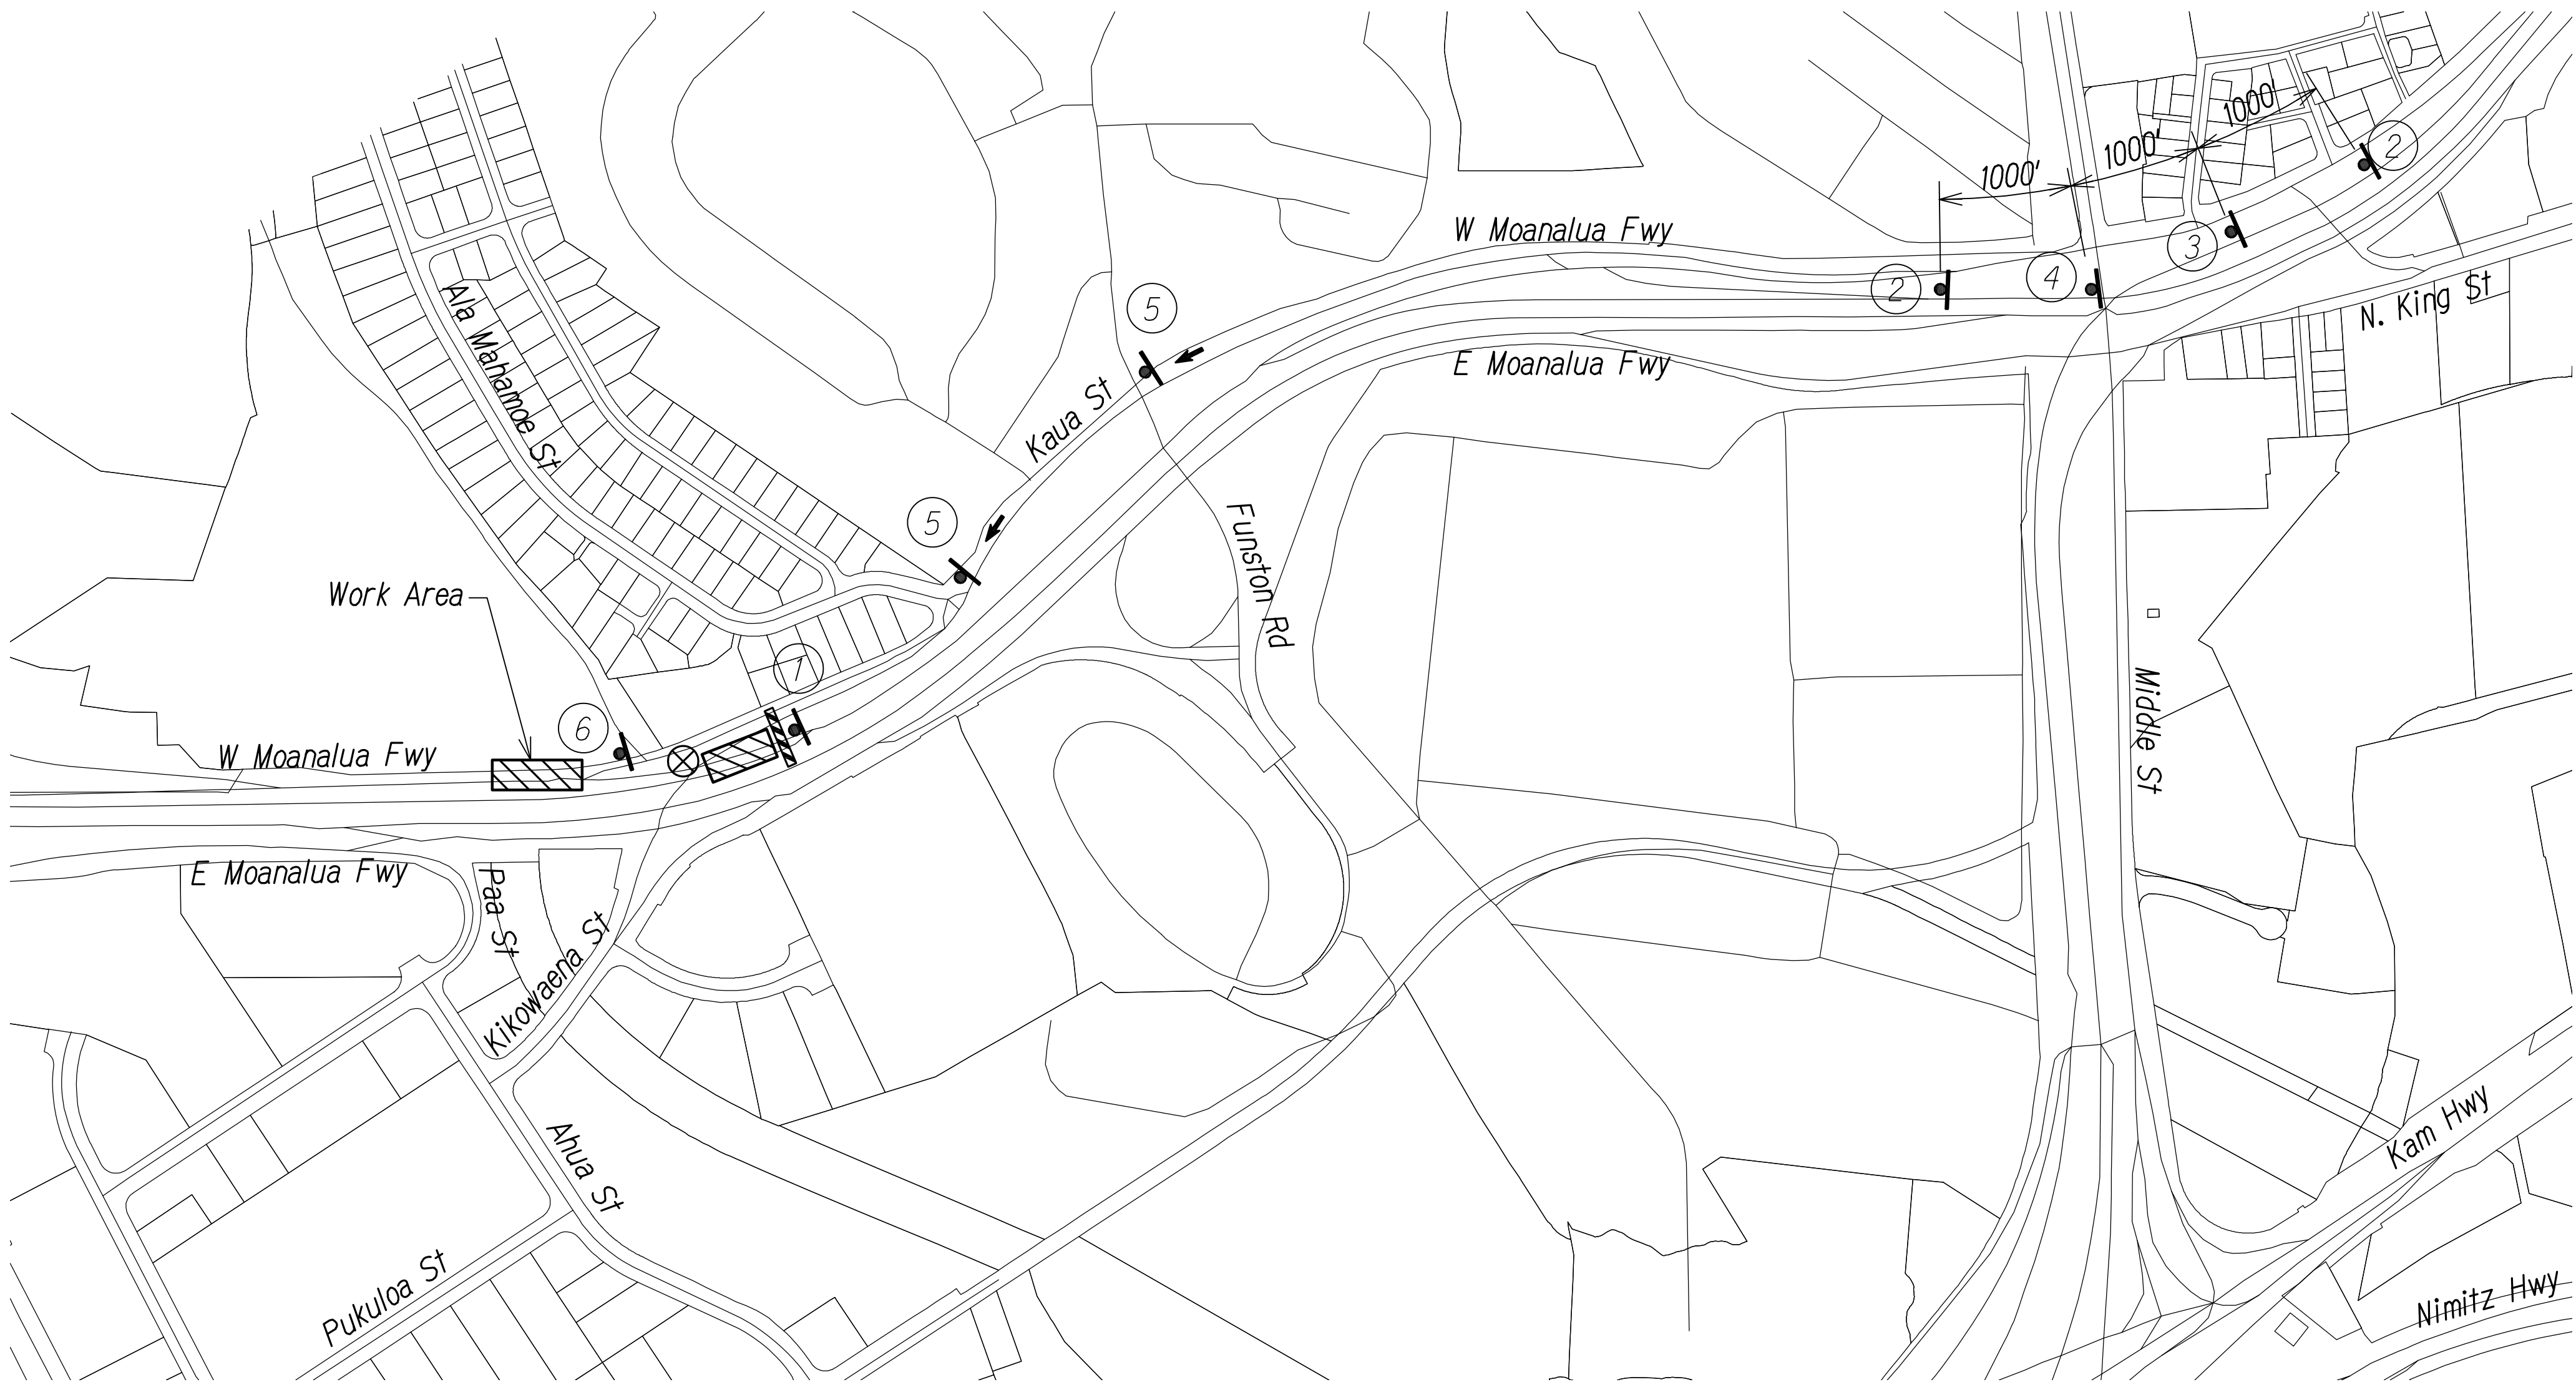 1000'
1000'
1000'
2
3
W Moanalua Fwy
4
2
N. King St
5
E Moanalua Fwy
Ala Mahamoe St
Kaua St
5
Funston Rd
Work Area
1
6
Middle St
W Moanalua Fwy
E Moanalua Fwy
Paa St
Kikowaena St
Ahua St
Kam Hwy
Pukuloa St
Nimitz Hwy